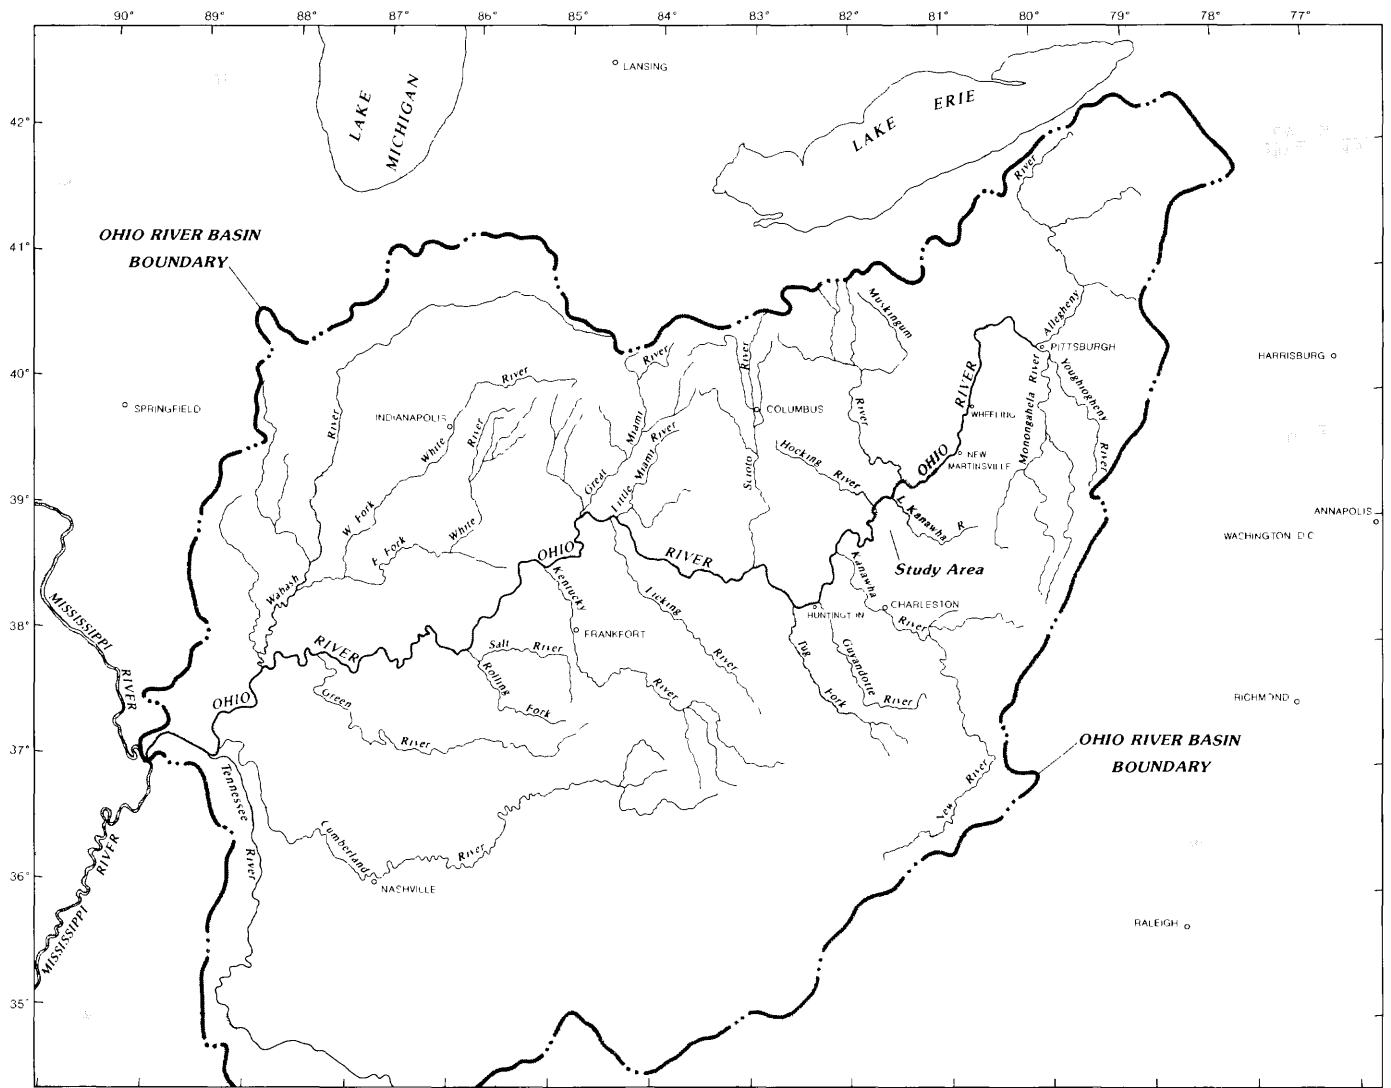 90° 89° 88° 87° 86° 85° 84° 83° 82° 81° 80° 79° 78° 77°
LANSING
LAKE MICHIGAN
LAKE ERIE
42°
River
OHIO RIVER BASIN
BOUNDARY
41°
Muskingum
Allegheny
PITTSBURGH
HARRISBURG
40°
River
River
River
SPRINGFIELD
INDIANAPOLIS
COLUMBUS
RIVER
WHEELING
Monongahela River
Youghiogheny
River
River
White
River
Miami
River
River
Hocking
River
OHIO
NEW
MARTINSVILLE
39°
W Fork
White
Great
Little Miami
Scioto
L. Kanawha R
ANNAPOLIS
WASHINGTON D C
Fork
OHIO
RIVER
Study Area
Wabash
Kentucky
Licking
Kanawha
CHARLESTON
MISSISSIPPI
38°
FRANKFORT
River
RIVER
Salt River
Tug
Guyandotte
River
Rolling
River
RIVER
OHIO
Green
Fork
River
Fork
River
RICHMOND
37°
River
OHIO RIVER BASIN
BOUNDARY
Tennessee
New
River
Cumberland
River
RIVER
River
36°
NASHVILLE
MISSISSIPPI
RALEIGH
35°